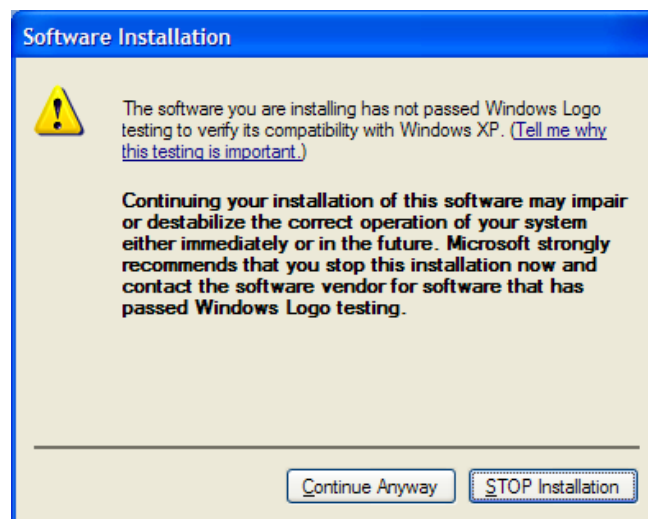 Software Installation
The software you are installing has not passed Windows Logo
testing to verify its compatibility with Windows XP. (Tell me why
this testing is important.)
Continuing your installation of this software may impair
or destabilize the correct operation of your system
either immediately or in the future. Microsoft strongly
recommends that you stop this installation now and
contact the software vendor for software that has
passed Windows Logo testing.
Continue Anyway STOP Installation